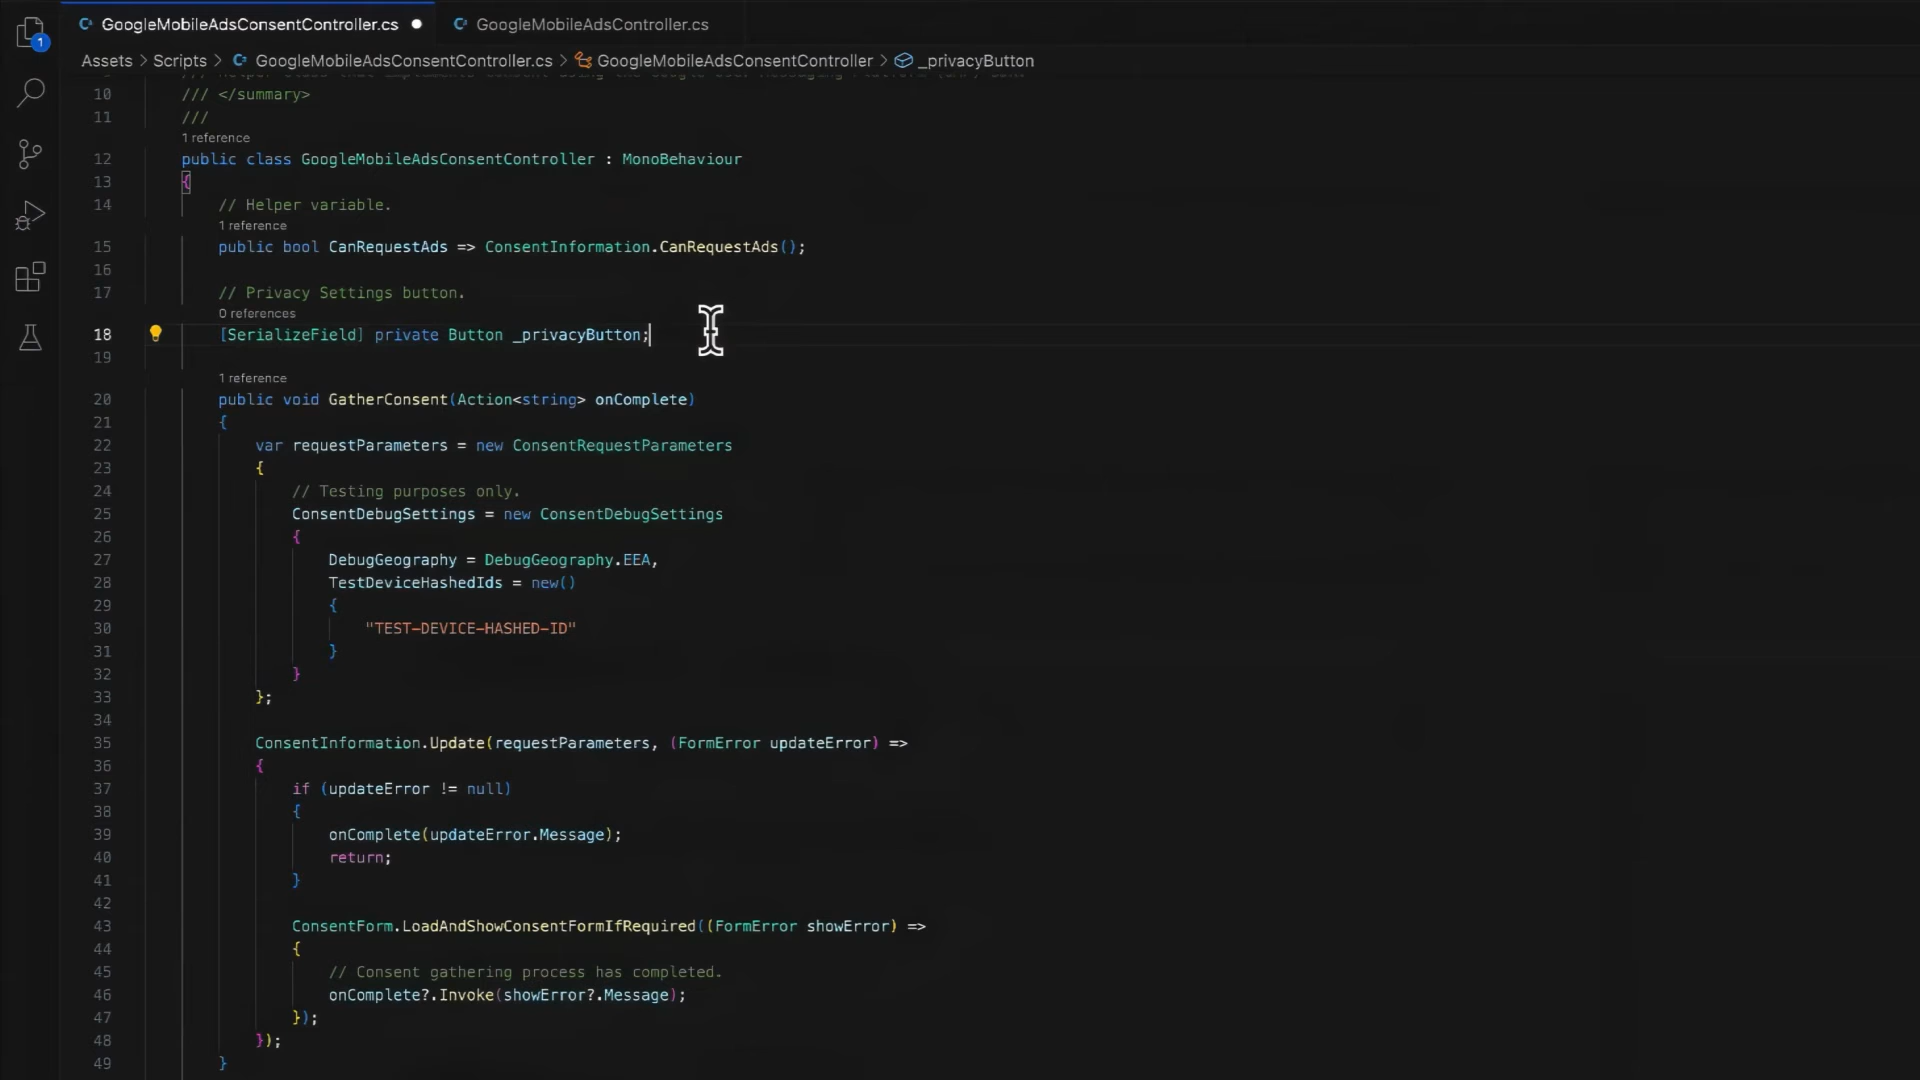 GoogleMobileAdsConsentController.cs
GoogleMobileAdsController.cs
1
Assets > Scripts > GoogleMobileAdsConsentController.cs > GoogleMobileAdsConsentController > _privacyButton
10 /// </summary>
11 ///
1 reference
12 public class GoogleMobileAdsConsentController : MonoBehaviour
13 {
14 // Helper variable.
1 reference
15 public bool CanRequestAds => ConsentInformation.CanRequestAds();
16
17 // Privacy Settings button.
0 references
18 [SerializeField] private Button _privacyButton;
19
1 reference
20 public void GatherConsent(Action<string> onComplete)
21 {
22 var requestParameters = new ConsentRequestParameters
23 {
24 // Testing purposes only.
25 ConsentDebugSettings = new ConsentDebugSettings
26 {
27 DebugGeography = DebugGeography.EEA,
28 TestDeviceHashedIds = new()
29 {
30 "TEST-DEVICE-HASHED-ID"
31 }
32 }
33 };
34
35 ConsentInformation.Update(requestParameters, (FormError updateError) =>
36 {
37 if (updateError != null)
38 {
39 onComplete(updateError.Message);
40 return;
41 }
42
43 ConsentForm.LoadAndShowConsentFormIfRequired((FormError showError) =>
44 {
45 // Consent gathering process has completed.
46 onComplete?.Invoke(showError?.Message);
47 });
48 });
49 }